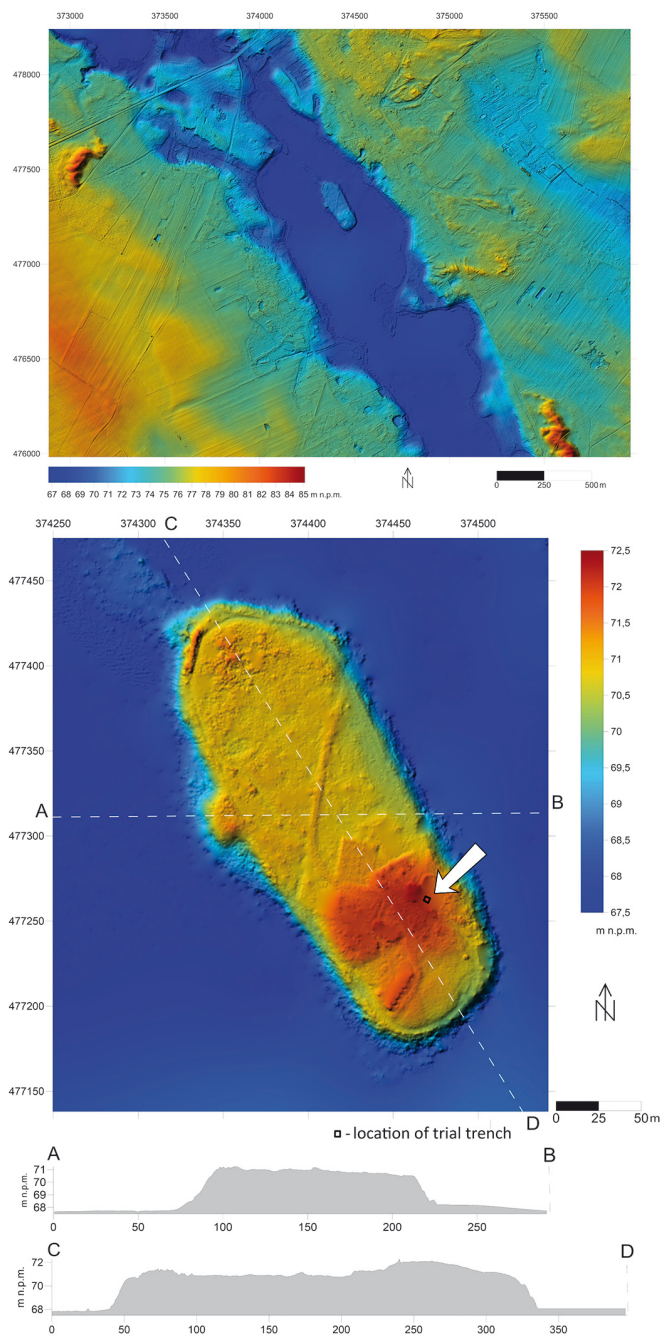 373000 373500 374000 374500 375000 375500
478000
477500
477000
476500
476000
67 68 69 70 71 72 73 74 75 76 77 78 79 80 81 82 83 84 85 m n.p.m.
N
0 250 500 m
374250 374300 C 374350 374400 374450 374500
72,5
477450
72
477400
71,5
71
477350
70,5
70
A B
477300
69,5
69
477250
68,5
68
67,5
m n.p.m.
477200
N
477150
0 25 50 m
D
- location of trial trench
A B
m n.p.m.
71
70
69
68
0 50 100 150 200 250
C D
m n.p.m.
72
70
68
0 50 100 150 200 250 300 350